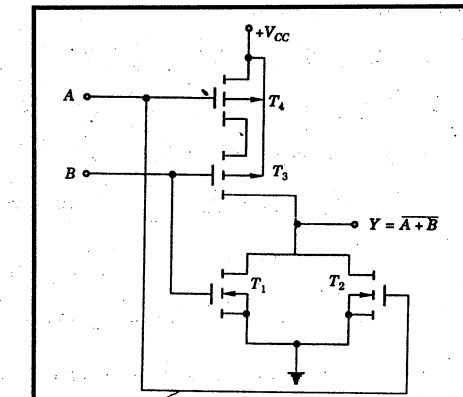 +V_CC
A
T_4
B
T_3
Y = \overline{A + B}
T_1
T_2